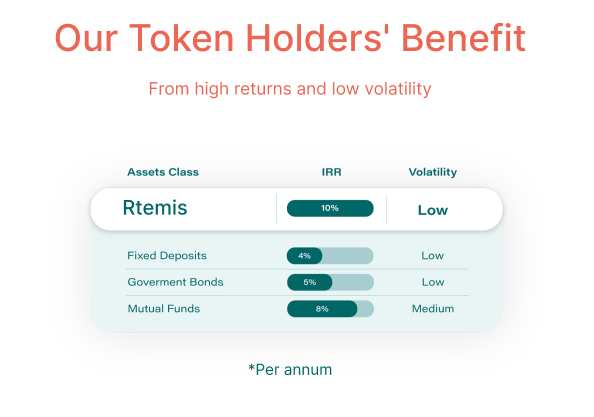 Our Token Holders' Benefit
From high returns and low volatility
Assets Class IRR Volatility
Rtemis 10% Low
Fixed Deposits 4% Low
Goverment Bonds 5% Low
Mutual Funds 8% Medium
*Per annum